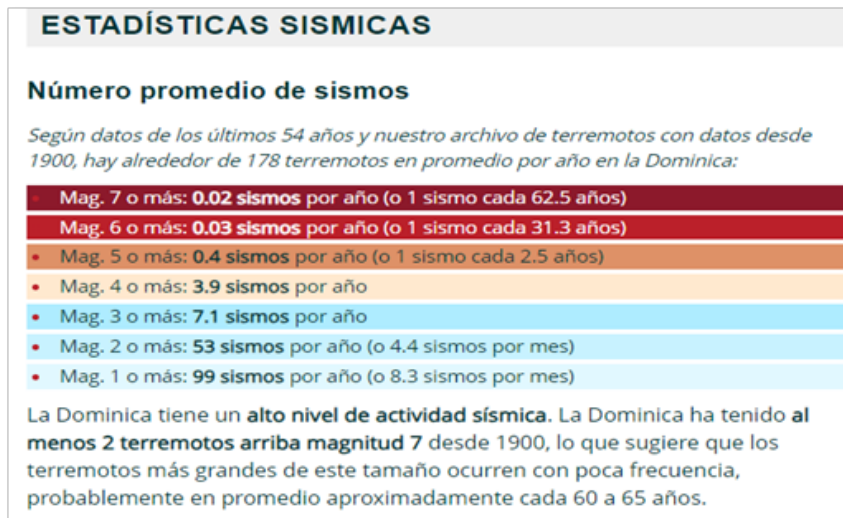 ESTADÍSTICAS SISMICAS
Número promedio de sismos
Según datos de los últimos 54 años y nuestro archivo de terremotos con datos desde
1900, hay alrededor de 178 terremotos en promedio por año en la Dominica:
• Mag. 7 o más: 0.02 sismos por año (o 1 sismo cada 62.5 años)
Mag. 6 o más: 0.03 sismos por año (o 1 sismo cada 31.3 años)
• Mag. 5 o más: 0.4 sismos por año (o 1 sismo cada 2.5 años)
• Mag. 4 o más: 3.9 sismos por año
• Mag. 3 o más: 7.1 sismos por año
• Mag. 2 o más: 53 sismos por año (o 4.4 sismos por mes)
• Mag. 1 o más: 99 sismos por año (o 8.3 sismos por mes)
La Dominica tiene un alto nivel de actividad sísmica. La Dominica ha tenido al
menos 2 terremotos arriba magnitud 7 desde 1900, lo que sugiere que los
terremotos más grandes de este tamaño ocurren con poca frecuencia,
probablemente en promedio aproximadamente cada 60 a 65 años.